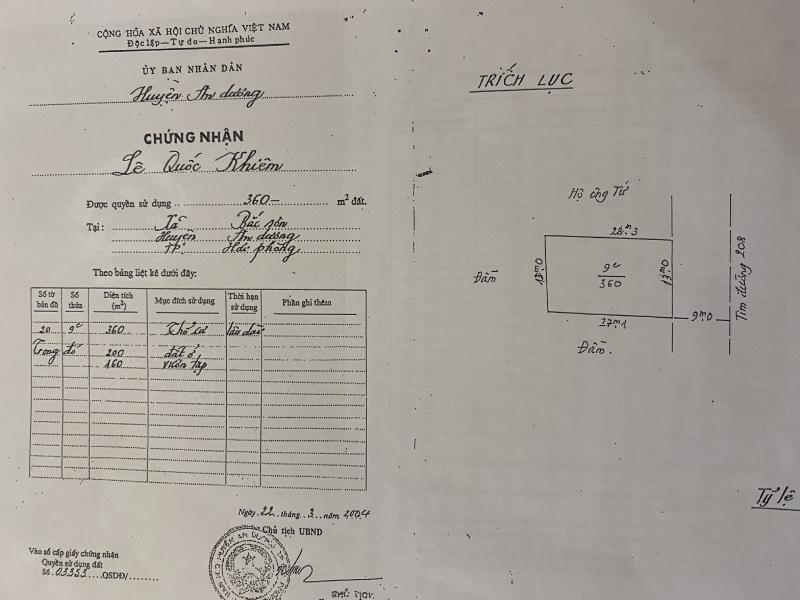 CỘNG HÒA XÃ HỘI CHỦ NGHĨA VIỆT NAM
Độc lập—Tự do—Hạnh phúc
ỦY BAN NHÂN DÂN
Huyện An dương
CHỨNG NHẬN
Lê Quốc Khiêm
Được quyền sử dụng 360 m² đất.
Tại: Xã Bắc sơn
Huyện An dương
TP. Hải phòng
Theo bảng liệt kê dưới đây:
Số tờ bản đồ Số thửa Diện tích (m²) Mục đích sử dụng Thời hạn sử dụng Phần ghi thêm
20 9c 360 Thổ cư lâu dài
Trong đó 200 đất ở
160 vườn tạp
Ngày 22 tháng 3 năm 2004
Chủ tịch UBND
Vào sổ cấp giấy chứng nhận
Quyền sử dụng đất
Số 03353 QSDĐ/
CHỦ TỊCH
TRÍCH LỤC
Hộ ông Tứ
28m3
Đầm
13m0
9c
360
13m0
27m1
9m0
Tim đường 208
Đầm.
Tỷ lệ